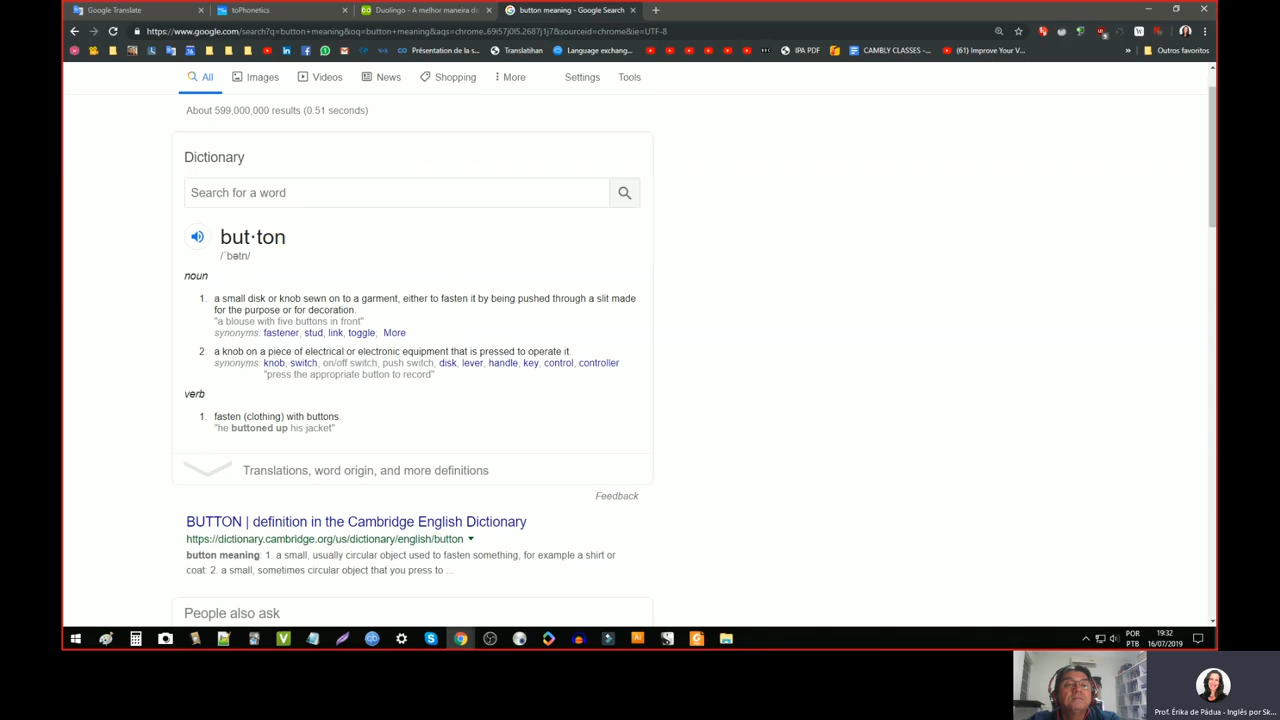 Google Translate
toPhonetics
Duolingo - A melhor maneira du
button meaning - Google Search
https://www.google.com/search?q=button+meaning&oq=button+meaning&aqs=chrome..69i57j0l5.2687j1j7&sourceid=chrome&ie=UTF-8
Présentation de la s...
Translatihan
Language exchang...
IPA PDF
CAMBLY CLASSES -...
(61) Improve Your V...
»
Outros favoritos
All
Images
Videos
News
Shopping
More
Settings
Tools
About 599,000,000 results (0.51 seconds)
Dictionary
Search for a word
but·ton
/ˈbətn/
noun
1. a small disk or knob sewn on to a garment, either to fasten it by being pushed through a slit made
for the purpose or for decoration.
"a blouse with five buttons in front"
synonyms: fastener, stud, link, toggle; More
2. a knob on a piece of electrical or electronic equipment that is pressed to operate it.
synonyms: knob, switch, on/off switch, push switch, disk, lever, handle, key, control, controller
"press the appropriate button to record"
verb
1. fasten (clothing) with buttons.
"he buttoned up his jacket"
Translations, word origin, and more definitions
Feedback
BUTTON | definition in the Cambridge English Dictionary
https://dictionary.cambridge.org/us/dictionary/english/button
button meaning: 1. a small, usually circular object used to fasten something, for example a shirt or
coat: 2. a small, sometimes circular object that you press to ...
People also ask
POR
PTB
19:32
16/07/2019
Prof. Érika de Pádua - Inglês por Sk...